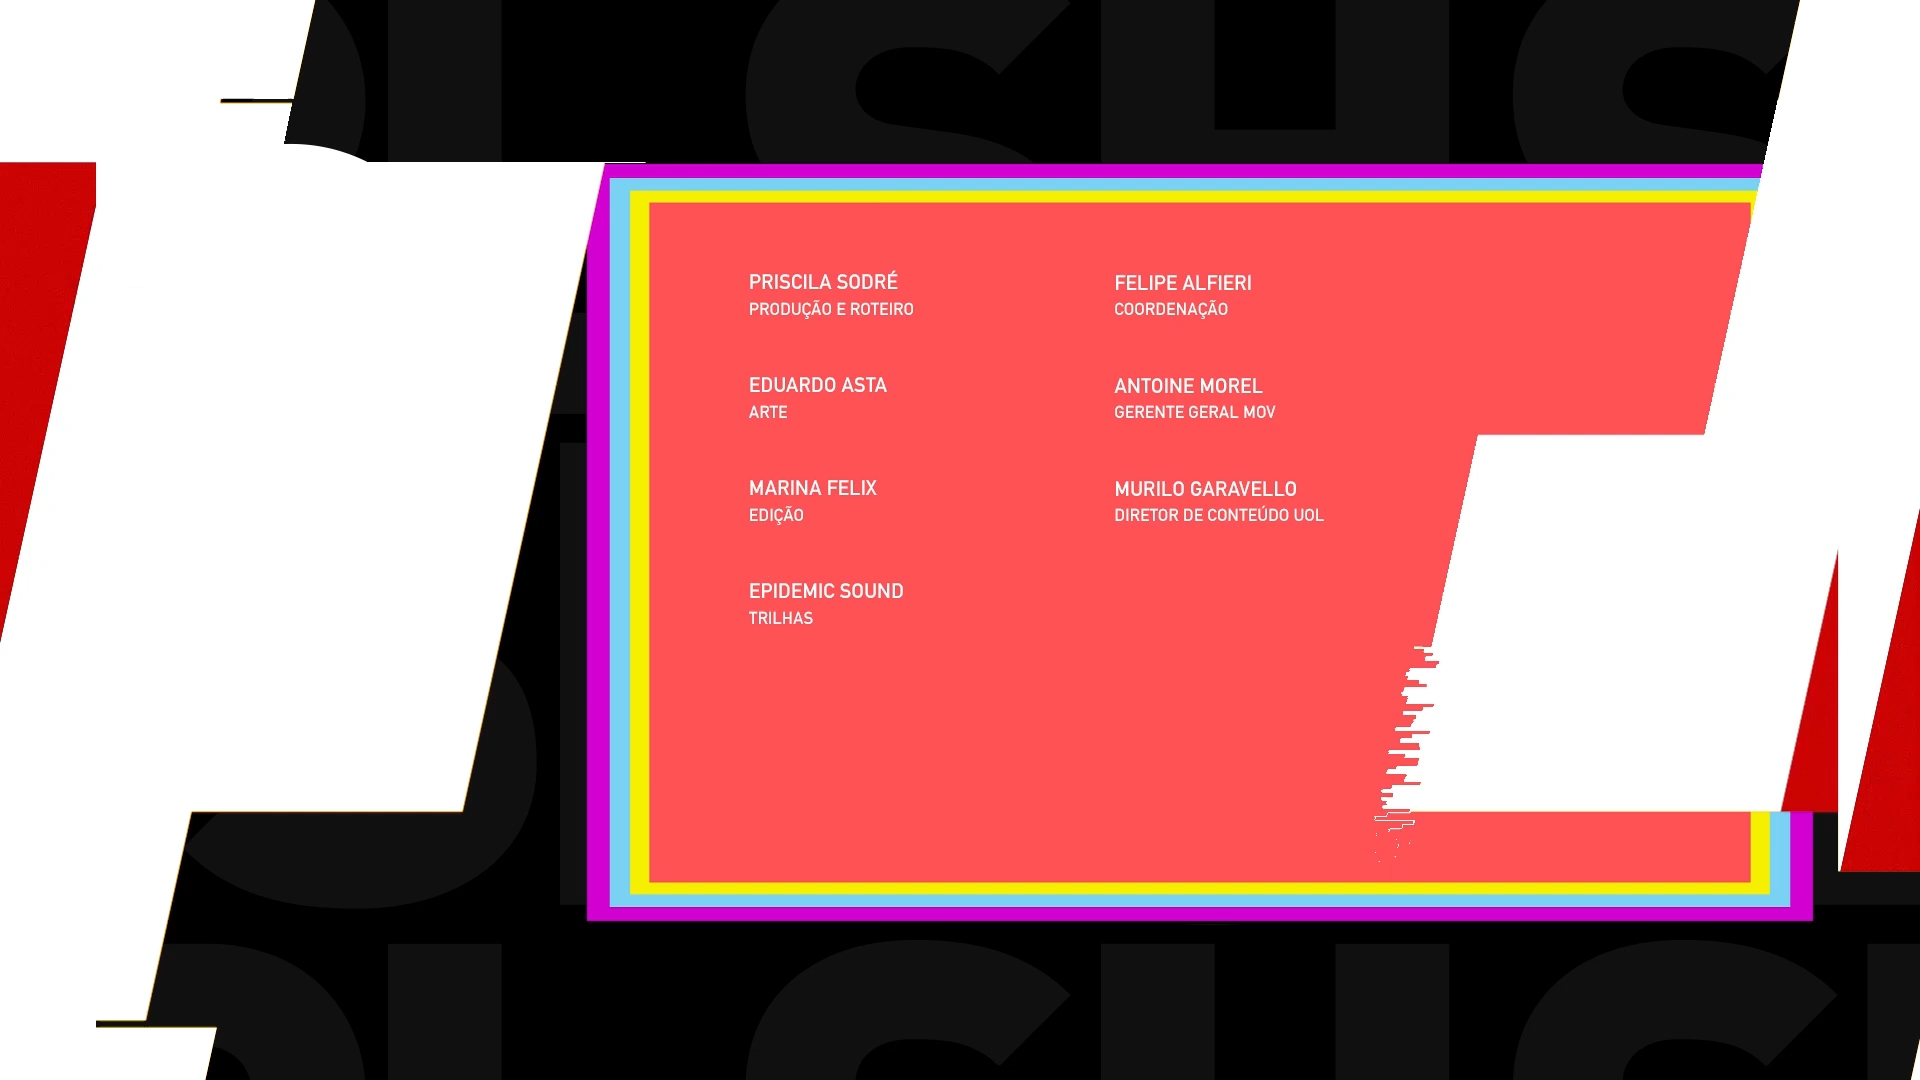 PRISCILA SODRÉ
PRODUÇÃO E ROTEIRO
EDUARDO ASTA
ARTE
MARINA FELIX
EDIÇÃO
EPIDEMIC SOUND
TRILHAS
FELIPE ALFIERI
COORDENAÇÃO
ANTOINE MOREL
GERENTE GERAL MOV
MURILO GARAVELLO
DIRETOR DE CONTEÚDO UOL